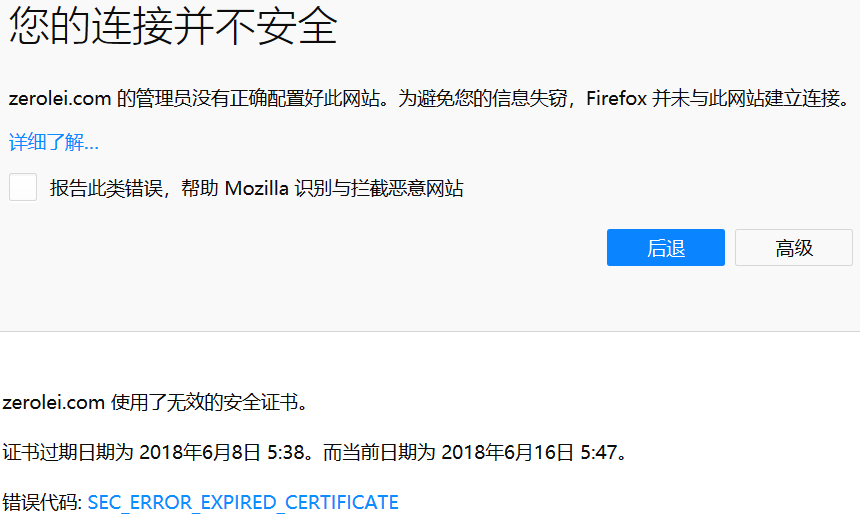 您的连接并不安全
zerolei.com 的管理员没有正确配置好此网站。为避免您的信息失窃，Firefox 并未与此网站建立连接。
详细了解...
报告此类错误，帮助 Mozilla 识别与拦截恶意网站
后退
高级
zerolei.com 使用了无效的安全证书。
证书过期日期为 2018年6月8日 5:38。而当前日期为 2018年6月16日 5:47。
错误代码: SEC_ERROR_EXPIRED_CERTIFICATE